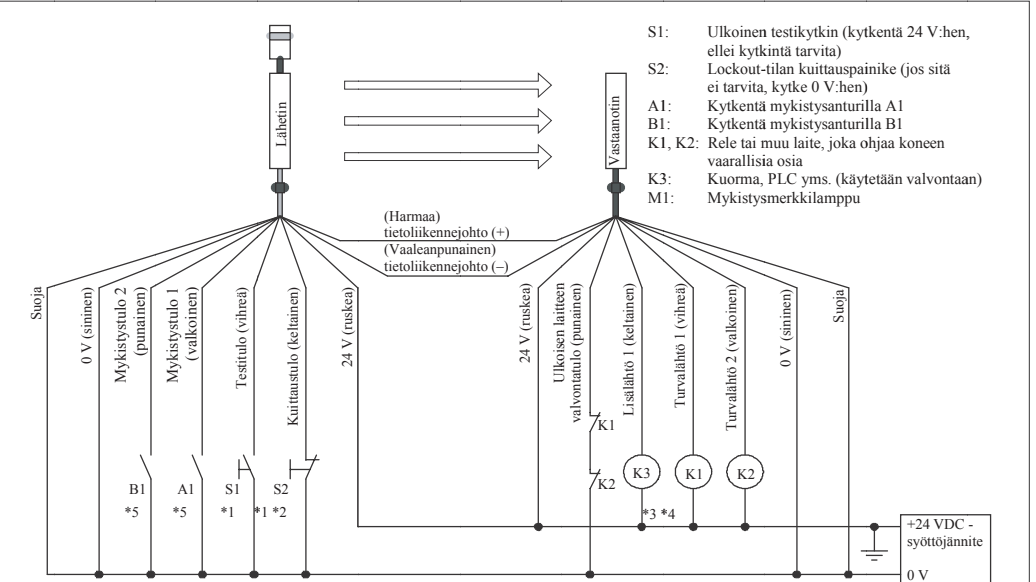 S1: Ulkoinen testikytkin (kytkentä 24 V:hen,
ellei kytkintä tarvita)
S2: Lockout-tilan kuittauspainike (jos sitä
ei tarvita, kytke 0 V:hen)
A1: Kytkentä mykistysanturilla A1
B1: Kytkentä mykistysanturilla B1
K1, K2: Rele tai muu laite, joka ohjaa koneen
vaarallisia osia
K3: Kuorma, PLC yms. (käytetään valvontaan)
M1: Mykistysmerkkilamppu
Lähetin
Vastaanotin
(Harmaa)
tietoliikennejohto (+)
(Vaaleanpunainen)
tietoliikennejohto (–)
Suoja
0 V (sininen)
Mykistystulo 2
(punainen)
Mykistystulo 1
(valkoinen)
Testitulo (vihreä)
Kuittaustulo (keltainen)
24 V (ruskea)
24 V (ruskea)
Ulkoisen laitteen
valvontatulo (punainen)
Lisälähtö 1 (keltainen)
Turvalähtö 1 (vihreä)
Turvalähtö 2 (valkoinen)
0 V (sininen)
Suoja
K1
K2
K3
K1
K2
B1
A1
S1
S2
*5
*5
*1
*1 *2
*3 *4
+24 VDC -
syöttöjännite
0 V